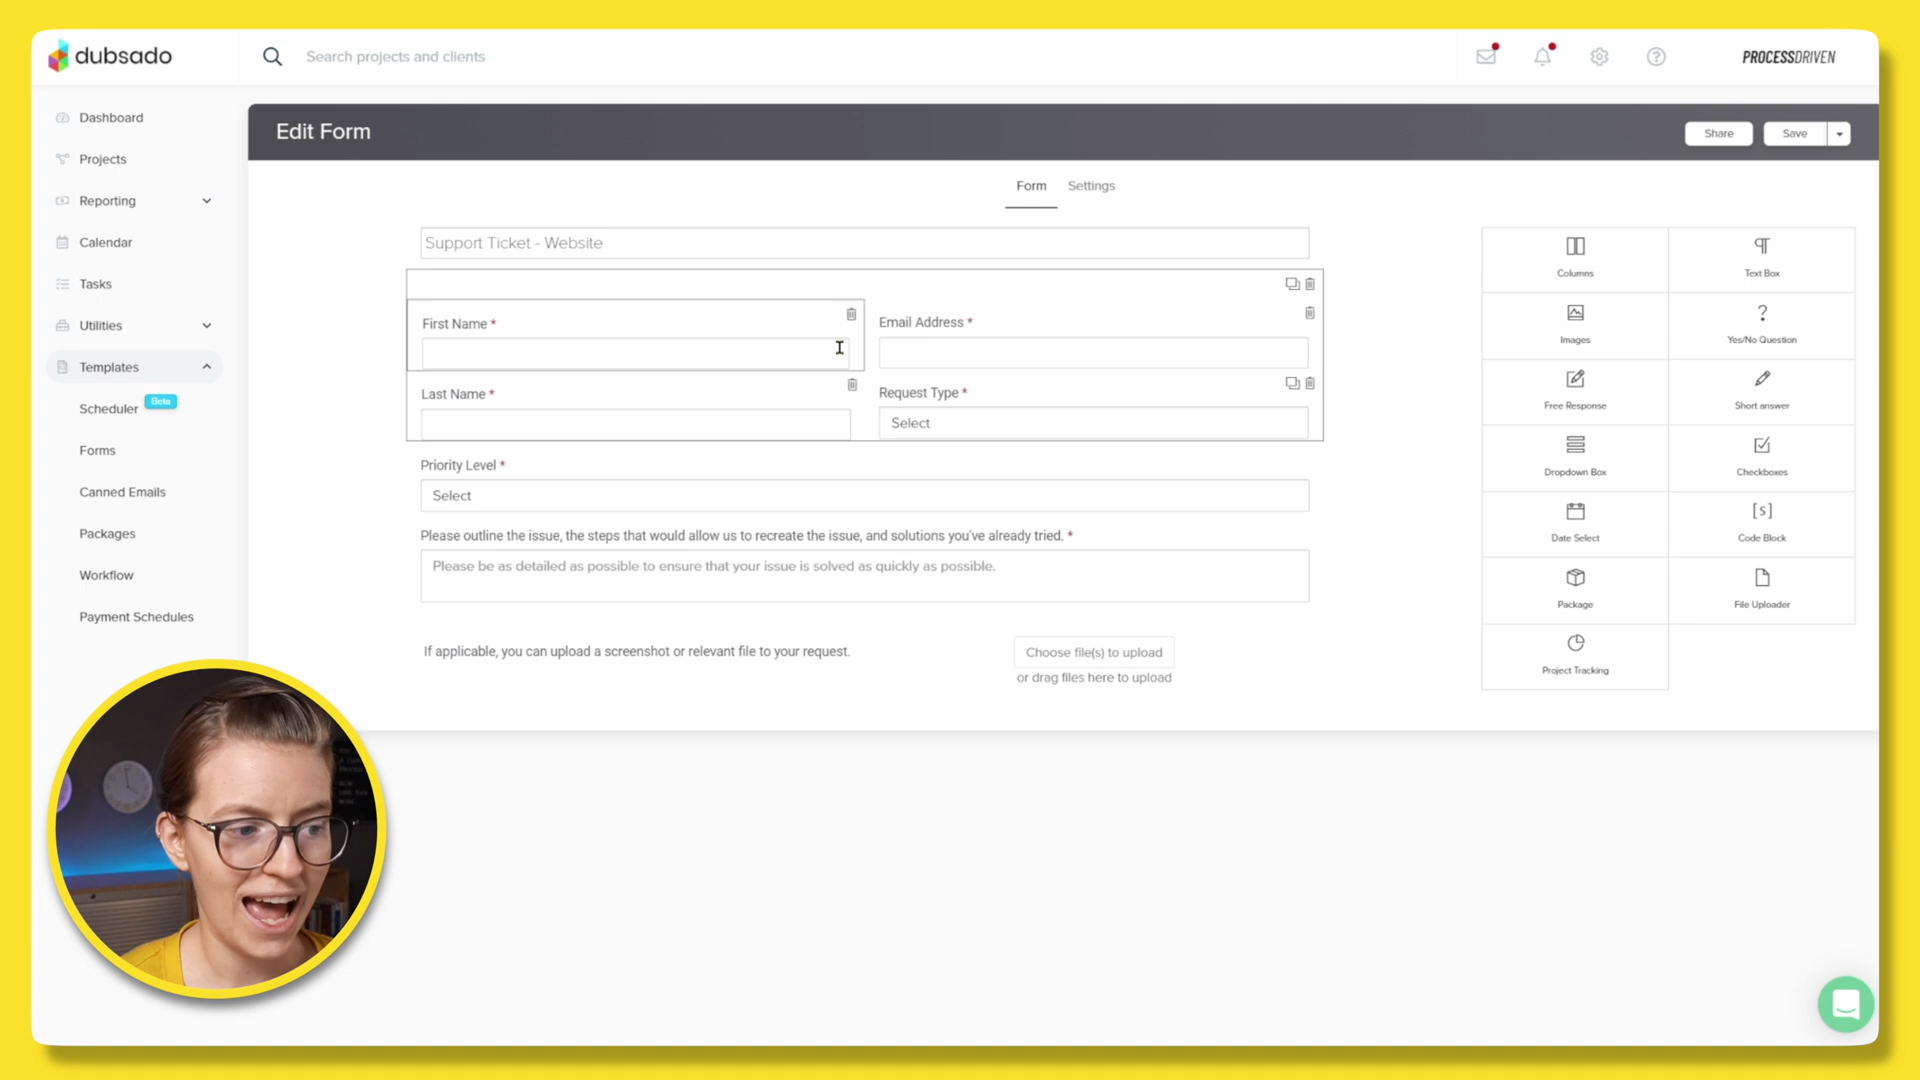 dubsado
Search projects and clients
PROCESSDRIVEN
Dashboard
Projects
Reporting
Calendar
Tasks
Utilities
Templates
Scheduler Beta
Forms
Canned Emails
Packages
Workflow
Payment Schedules
Edit Form
Share
Save
Form
Settings
Support Ticket - Website
First Name *
Email Address *
Last Name *
Request Type *
Select
Priority Level *
Select
Please outline the issue, the steps that would allow us to recreate the issue, and solutions you've already tried. *
Please be as detailed as possible to ensure that your issue is solved as quickly as possible.
If applicable, you can upload a screenshot or relevant file to your request.
Choose file(s) to upload
or drag files here to upload
Columns
Text Box
Images
Yes/No Question
Free Response
Short answer
Dropdown Box
Checkboxes
Date Select
[s]
Code Block
Package
File Uploader
Project Tracking